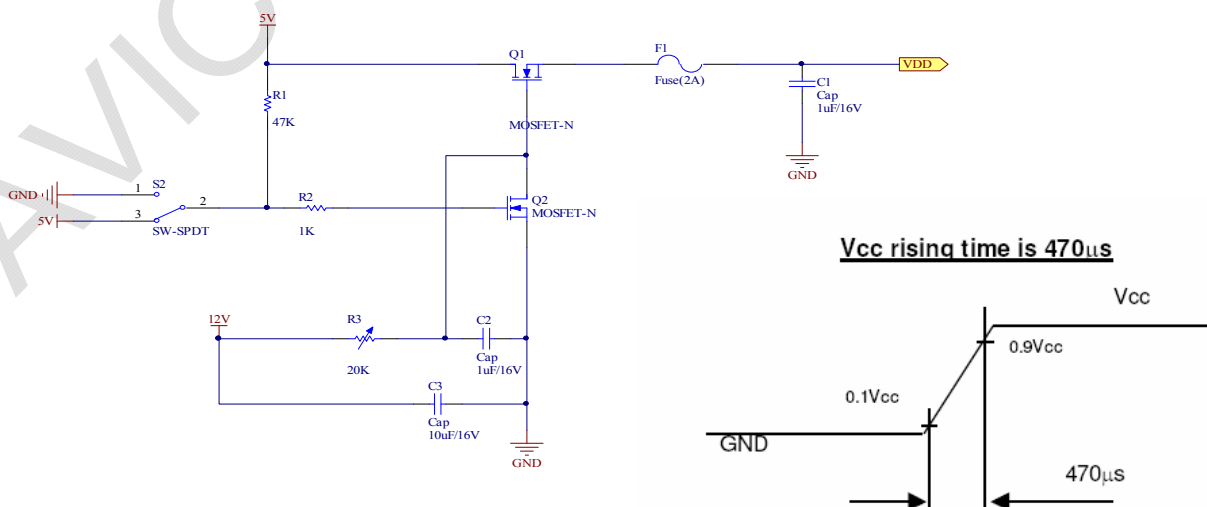 AVIC
5V
Q1
F1
Fuse(2A)
VDD
C1
Cap
1uF/16V
R1
47K
MOSFET-N
GND
GND
1
S2
2
3
5V
SW-SPDT
R2
1K
Q2
MOSFET-N
Vcc rising time is 470μs
Vcc
0.9Vcc
0.1Vcc
GND
470μs
12V
R3
20K
C2
Cap
1uF/16V
C3
Cap
10uF/16V
GND